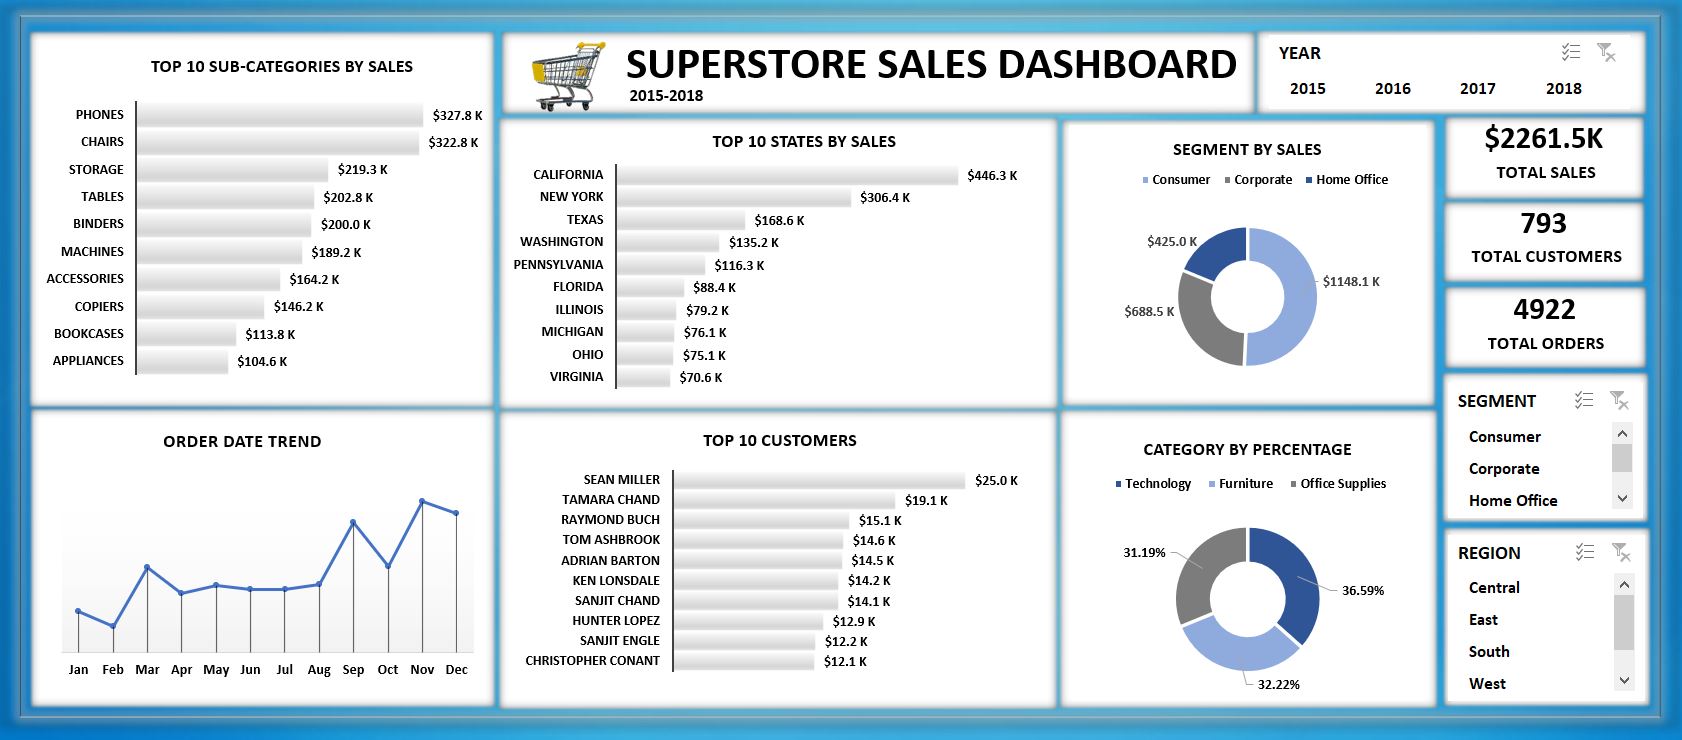 TOP 10 SUB-CATEGORIES BY SALES
PHONES $327.8 K
CHAIRS $322.8 K
STORAGE $219.3 K
TABLES $202.8 K
BINDERS $200.0 K
MACHINES $189.2 K
ACCESSORIES $164.2 K
COPIERS $146.2 K
BOOKCASES $113.8 K
APPLIANCES $104.6 K
SUPERSTORE SALES DASHBOARD
2015-2018
YEAR
2015 2016 2017 2018
TOP 10 STATES BY SALES
CALIFORNIA $446.3 K
NEW YORK $306.4 K
TEXAS $168.6 K
WASHINGTON $135.2 K
PENNSYLVANIA $116.3 K
FLORIDA $88.4 K
ILLINOIS $79.2 K
MICHIGAN $76.1 K
OHIO $75.1 K
VIRGINIA $70.6 K
SEGMENT BY SALES
Consumer Corporate Home Office
$425.0 K
$1148.1 K
$688.5 K
$2261.5K
TOTAL SALES
793
TOTAL CUSTOMERS
4922
TOTAL ORDERS
SEGMENT
Consumer
Corporate
Home Office
ORDER DATE TREND
Jan Feb Mar Apr May Jun Jul Aug Sep Oct Nov Dec
TOP 10 CUSTOMERS
SEAN MILLER $25.0 K
TAMARA CHAND $19.1 K
RAYMOND BUCH $15.1 K
TOM ASHBROOK $14.6 K
ADRIAN BARTON $14.5 K
KEN LONSDALE $14.2 K
SANJIT CHAND $14.1 K
HUNTER LOPEZ $12.9 K
SANJIT ENGLE $12.2 K
CHRISTOPHER CONANT $12.1 K
CATEGORY BY PERCENTAGE
Technology Furniture Office Supplies
31.19%
36.59%
32.22%
REGION
Central
East
South
West